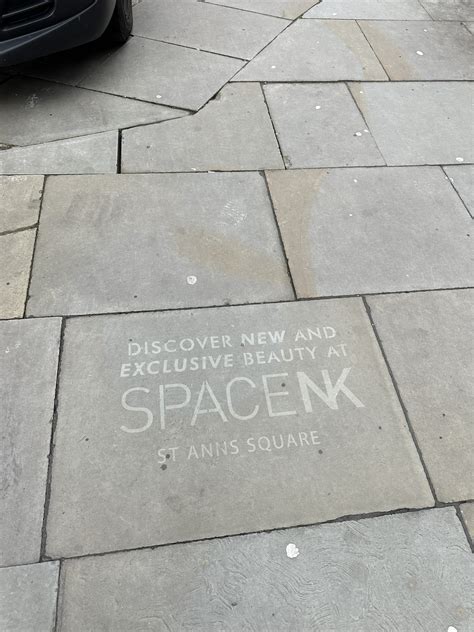 DISCOVER NEW AND
EXCLUSIVE BEAUTY AT
SPACENK
ST ANNS SQUARE